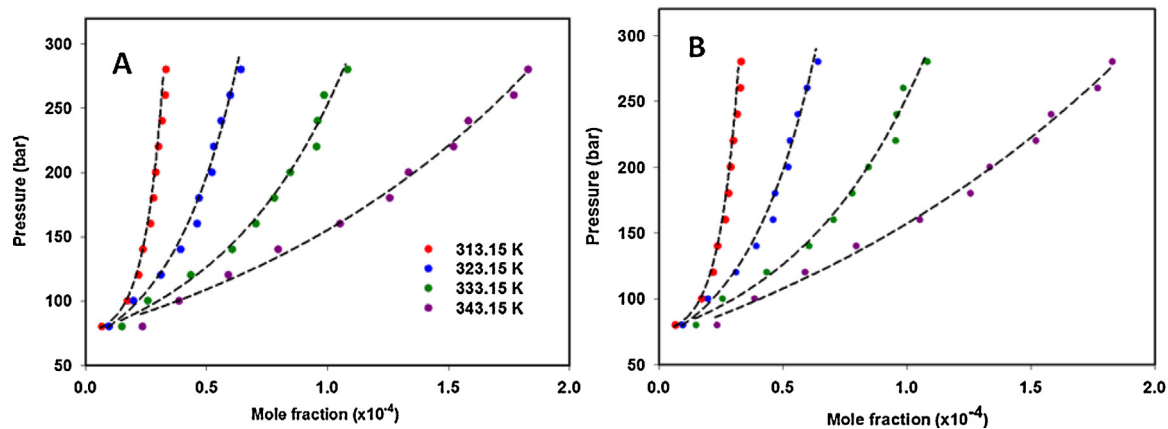 A
300
250
200
150
100
50
Pressure (bar)
313.15 K
323.15 K
333.15 K
343.15 K
0.0 0.5 1.0 1.5 2.0
Mole fraction (x10⁻⁴)
B
300
250
200
150
100
50
Pressure (bar)
0.0 0.5 1.0 1.5 2.0
Mole fraction (x10⁻⁴)